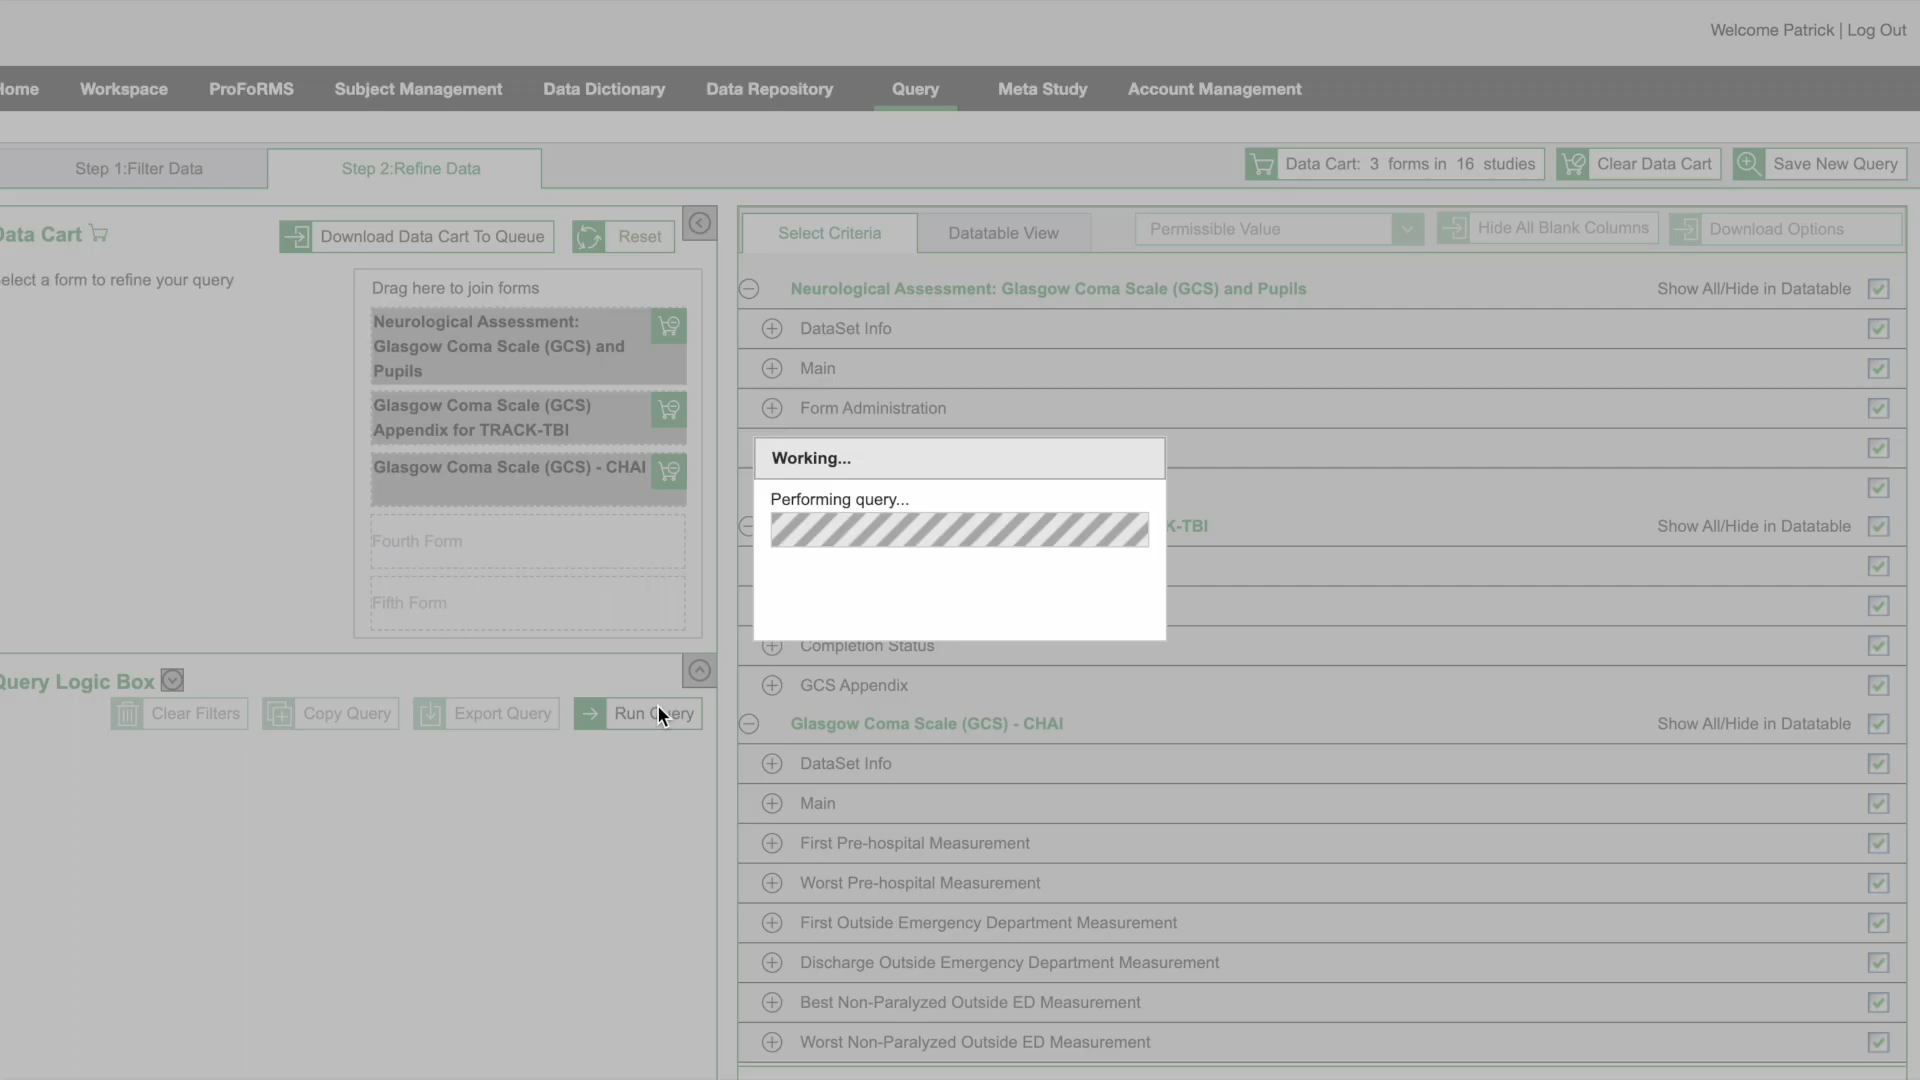 Welcome Patrick | Log Out
Home Workspace ProFoRMS Subject Management Data Dictionary Data Repository Query Meta Study Account Management
Step 1:Filter Data
Step 2:Refine Data
Data Cart: 3 forms in 16 studies
Clear Data Cart
Save New Query
Data Cart
Download Data Cart To Queue
Reset
elect a form to refine your query
Drag here to join forms
Neurological Assessment:
Glasgow Coma Scale (GCS) and
Pupils
Glasgow Coma Scale (GCS)
Appendix for TRACK-TBI
Glasgow Coma Scale (GCS) - CHAI
Fourth Form
Fifth Form
Query Logic Box
Clear Filters
Copy Query
Export Query
Run Query
Select Criteria
Datatable View
Permissible Value
Hide All Blank Columns
Download Options
Neurological Assessment: Glasgow Coma Scale (GCS) and Pupils
Show All/Hide in Datatable
DataSet Info
Main
Form Administration
Working...
Performing query...
K-TBI
Show All/Hide in Datatable
Completion Status
GCS Appendix
Glasgow Coma Scale (GCS) - CHAI
Show All/Hide in Datatable
DataSet Info
Main
First Pre-hospital Measurement
Worst Pre-hospital Measurement
First Outside Emergency Department Measurement
Discharge Outside Emergency Department Measurement
Best Non-Paralyzed Outside ED Measurement
Worst Non-Paralyzed Outside ED Measurement